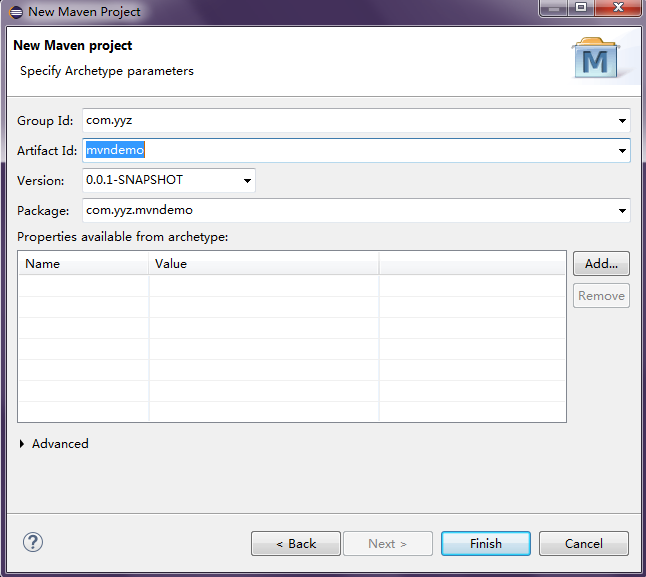 New Maven Project
New Maven project
Specify Archetype parameters
M
Group Id: com.yyz
Artifact Id: mvndemo
Version: 0.0.1-SNAPSHOT
Package: com.yyz.mvndemo
Properties available from archetype:
Name Value
Add...
Remove
Advanced
? < Back Next > Finish Cancel